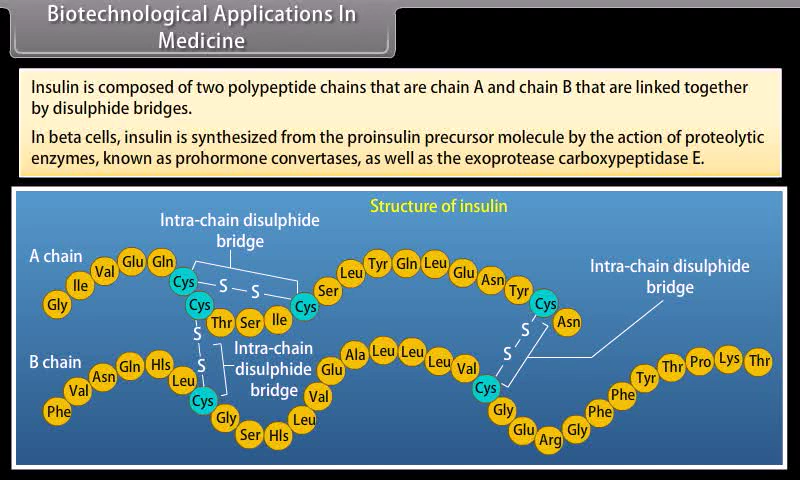 Biotechnological Applications In
Medicine
Insulin is composed of two polypeptide chains that are chain A and chain B that are linked together
by disulphide bridges.
In beta cells, insulin is synthesized from the proinsulin precursor molecule by the action of proteolytic
enzymes, known as prohormone convertases, as well as the exoprotease carboxypeptidase E.
Structure of insulin
Intra-chain disulphide
bridge
A chain
Gly Ile Val Glu Gln Cys Cys Thr Ser Ile Cys Ser Leu Tyr Gln Leu Glu Asn Tyr Cys Asn
S S
Intra-chain disulphide
bridge
S
S
Intra-chain
disulphide
bridge
S
S
B chain
Phe Val Asn Gln Hls Leu Cys Gly Ser Hls Leu Val Glu Ala Leu Leu Leu Val Cys Gly Glu Arg Gly Phe Phe Tyr Thr Pro Lys Thr